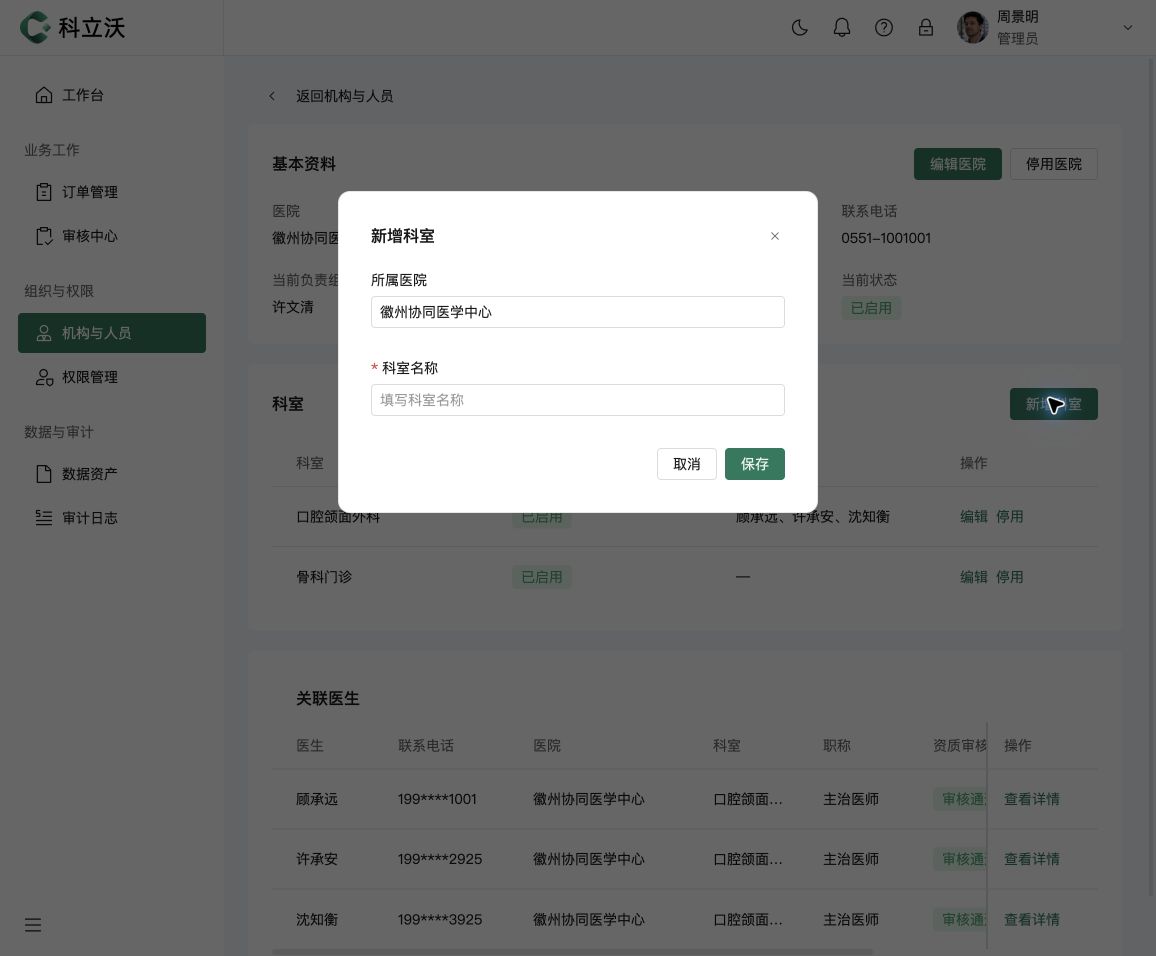 科立沃
周景明
管理员
工作台
业务工作
订单管理
审核中心
组织与权限
机构与人员
权限管理
数据与审计
数据资产
审计日志
返回机构与人员
基本资料
编辑医院 停用医院
医院 联系电话
徽州协同医 0551-1001001
当前负责组 当前状态
许文清 已启用
新增科室
所属医院
徽州协同医学中心
* 科室名称
填写科室名称
取消 保存
科室
科室 操作
口腔颌面外科 已启用 顾承远、许承安、沈知衡 编辑 停用
骨科门诊 已启用 — 编辑 停用
关联医生
医生 联系电话 医院 科室 职称 资质审核 操作
顾承远 199****1001 徽州协同医学中心 口腔颌面... 主治医师 审核通 查看详情
许承安 199****2925 徽州协同医学中心 口腔颌面... 主治医师 审核通 查看详情
沈知衡 199****3925 徽州协同医学中心 口腔颌面... 主治医师 审核通 查看详情